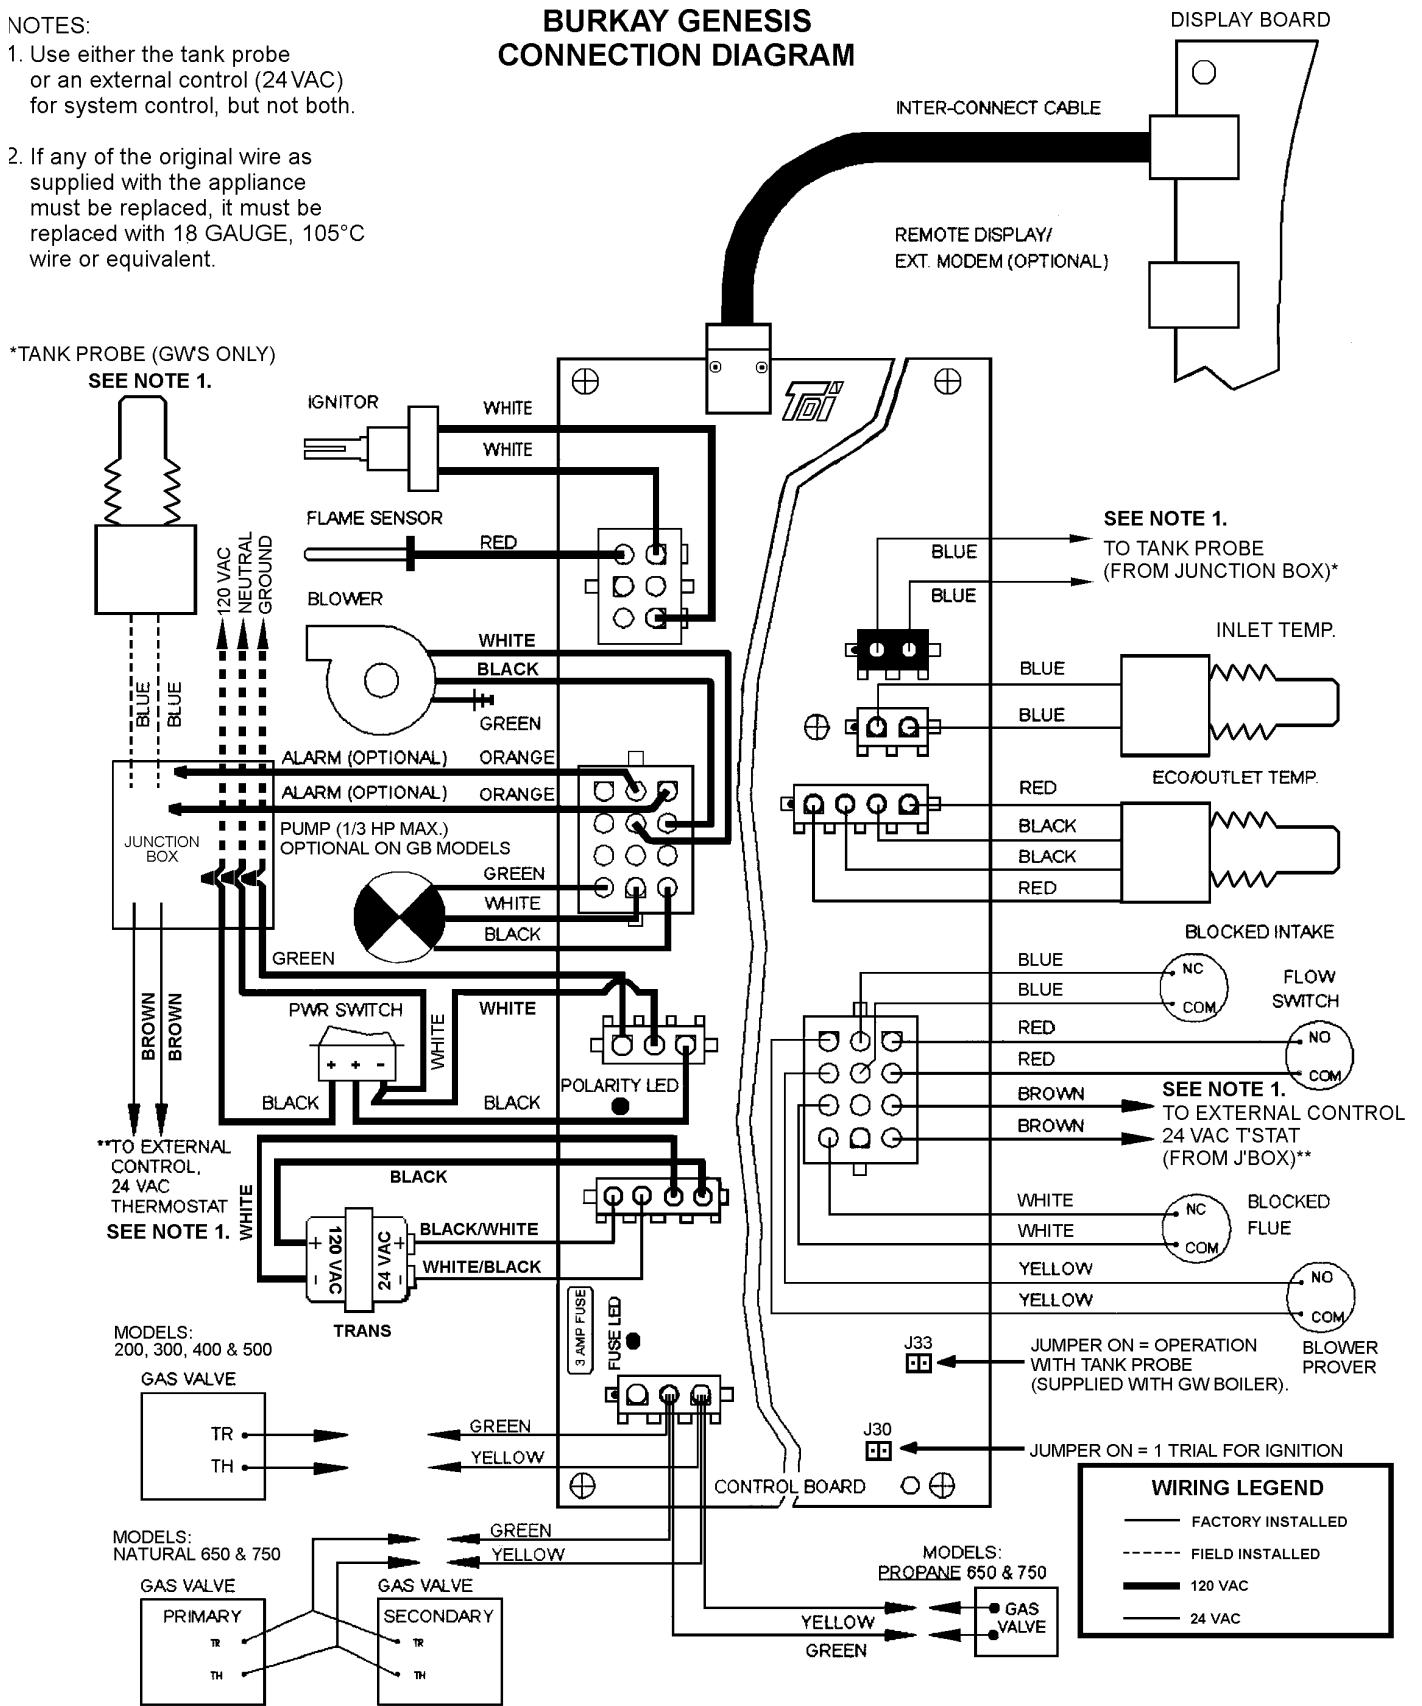 NOTES:
1. Use either the tank probe
or an external control (24 VAC)
for system control, but not both.
2. If any of the original wire as
supplied with the appliance
must be replaced, it must be
replaced with 18 GAUGE, 105°C
wire or equivalent.
BURKAY GENESIS
CONNECTION DIAGRAM
DISPLAY BOARD
INTER-CONNECT CABLE
REMOTE DISPLAY/
EXT. MODEM (OPTIONAL)
*TANK PROBE (GW'S ONLY)
SEE NOTE 1.
BLUE
BLUE
120 VAC
NEUTRAL
GROUND
IGNITOR
WHITE
WHITE
FLAME SENSOR
RED
BLOWER
WHITE
BLACK
GREEN
ALARM (OPTIONAL)
ORANGE
ALARM (OPTIONAL)
ORANGE
PUMP (1/3 HP MAX.)
OPTIONAL ON GB MODELS
JUNCTION
BOX
GREEN
WHITE
BLACK
GREEN
PWR SWITCH
WHITE
WHITE
+ + -
BLACK
BLACK
POLARITY LED
BROWN
BROWN
**TO EXTERNAL
CONTROL,
24 VAC
THERMOSTAT
SEE NOTE 1.
WHITE
BLACK
BLACK/WHITE
WHITE/BLACK
+
-
120 VAC
24 VAC
+
-
TRANS
3 AMP FUSE
FUSE LED
TDi
SEE NOTE 1.
TO TANK PROBE
(FROM JUNCTION BOX)*
BLUE
BLUE
INLET TEMP.
BLUE
BLUE
ECO/OUTLET TEMP.
RED
BLACK
BLACK
RED
BLOCKED INTAKE
BLUE
BLUE
NC
COM
FLOW
SWITCH
RED
RED
NO
COM
BROWN
BROWN
SEE NOTE 1.
TO EXTERNAL CONTROL
24 VAC T'STAT
(FROM J'BOX)**
WHITE
WHITE
NC
COM
BLOCKED
FLUE
YELLOW
YELLOW
NO
COM
BLOWER
PROVER
J33
JUMPER ON = OPERATION
WITH TANK PROBE
(SUPPLIED WITH GW BOILER).
J30
JUMPER ON = 1 TRIAL FOR IGNITION
CONTROL BOARD
MODELS:
200, 300, 400 & 500
GAS VALVE
TR
TH
GREEN
YELLOW
MODELS:
NATURAL 650 & 750
GAS VALVE
PRIMARY
TR
TH
GAS VALVE
SECONDARY
TR
TH
GREEN
YELLOW
MODELS:
PROPANE 650 & 750
GAS
VALVE
YELLOW
GREEN
WIRING LEGEND
FACTORY INSTALLED
FIELD INSTALLED
120 VAC
24 VAC